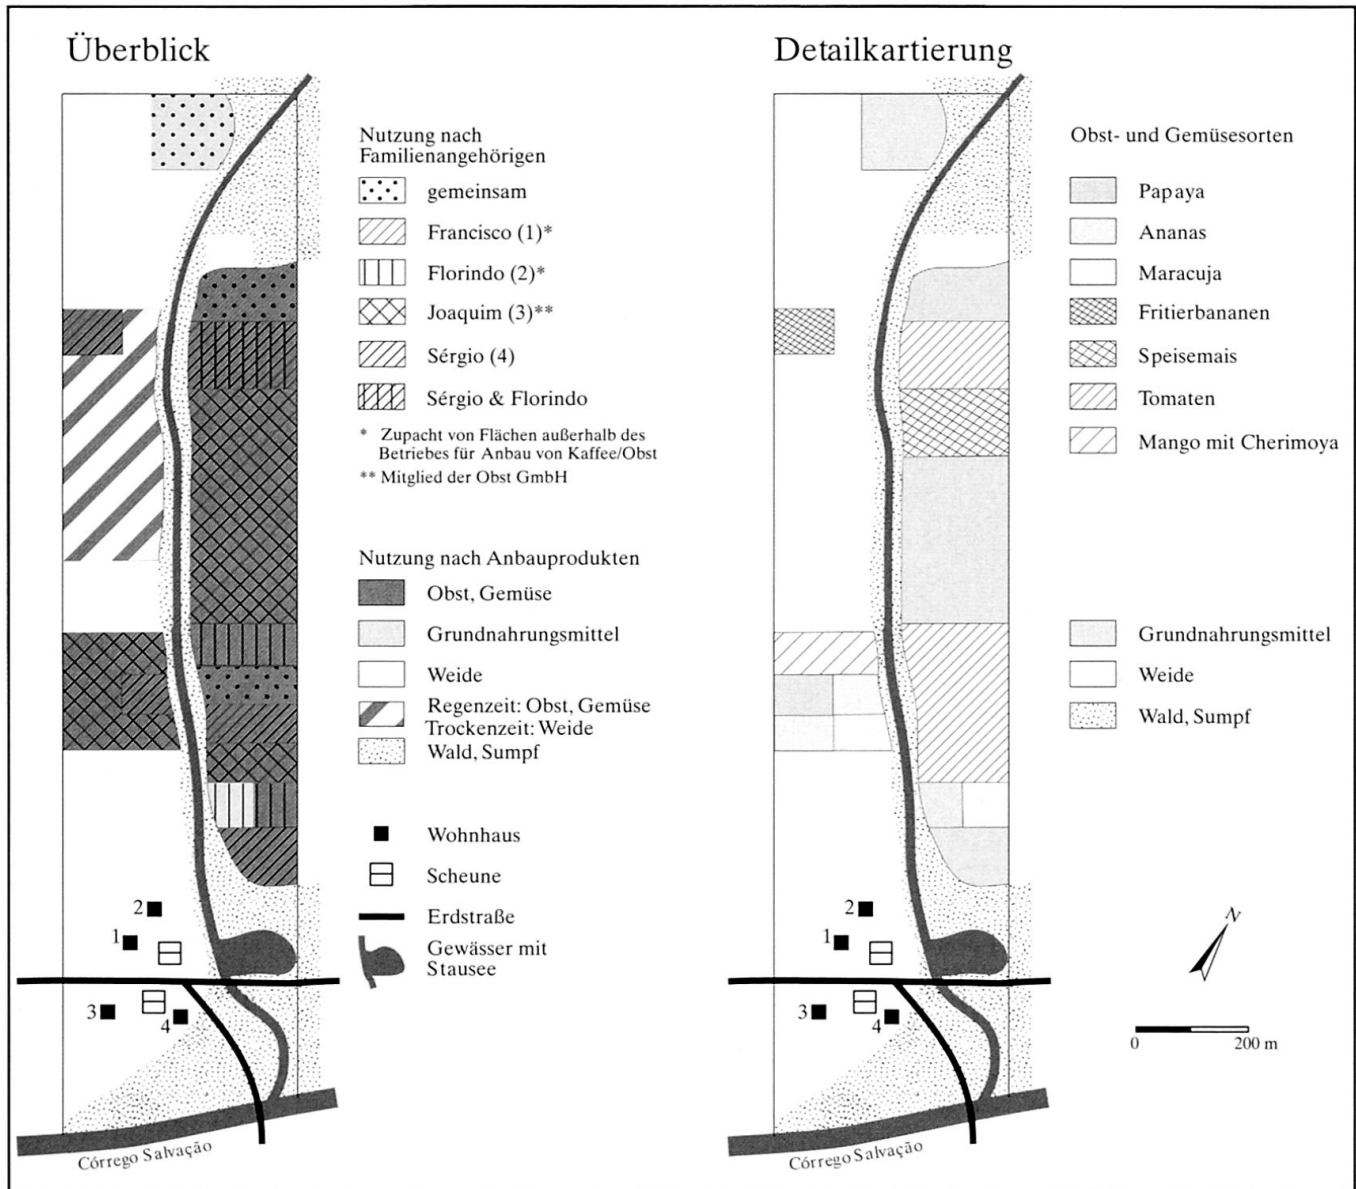 Überblick
Nutzung nach
Familienangehörigen
gemeinsam
Francisco (1)*
Florindo (2)*
Joaquim (3)**
Sérgio (4)
Sérgio & Florindo
* Zupacht von Flächen außerhalb des
Betriebes für Anbau von Kaffee/Obst
** Mitglied der Obst GmbH
Nutzung nach Anbauprodukten
Obst, Gemüse
Grundnahrungsmittel
Weide
Regenzeit: Obst, Gemüse
Trockenzeit: Weide
Wald, Sumpf
Wohnhaus
Scheune
Erdstraße
Gewässer mit
Stausee
2
1
3
4
Córrego Salvação
Detailkartierung
Obst- und Gemüsesorten
Papaya
Ananas
Maracuja
Fritierbananen
Speisemais
Tomaten
Mango mit Cherimoya
Grundnahrungsmittel
Weide
Wald, Sumpf
2
1
3
4
Córrego Salvação
N
0 200 m